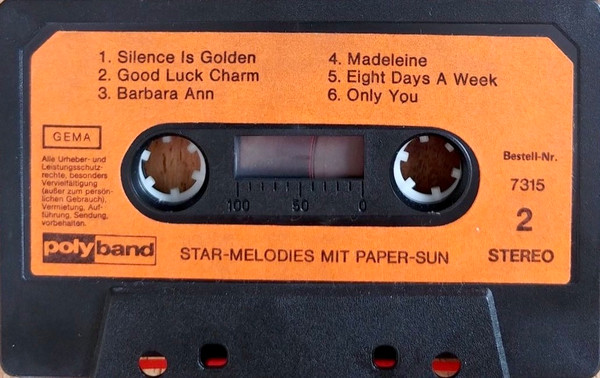 1. Silence Is Golden
2. Good Luck Charm
3. Barbara Ann
4. Madeleine
5. Eight Days A Week
6. Only You
GEMA
Alle Urheber- und
Leistungsschutz-
rechte, besonders
Vervielfältigung
(außer zum persön-
lichen Gebrauch),
Vermietung, Auf-
führung, Sendung,
vorbehalten.
100 50 0
Bestell-Nr.
7315
2
STEREO
polyband
STAR-MELODIES MIT PAPER-SUN